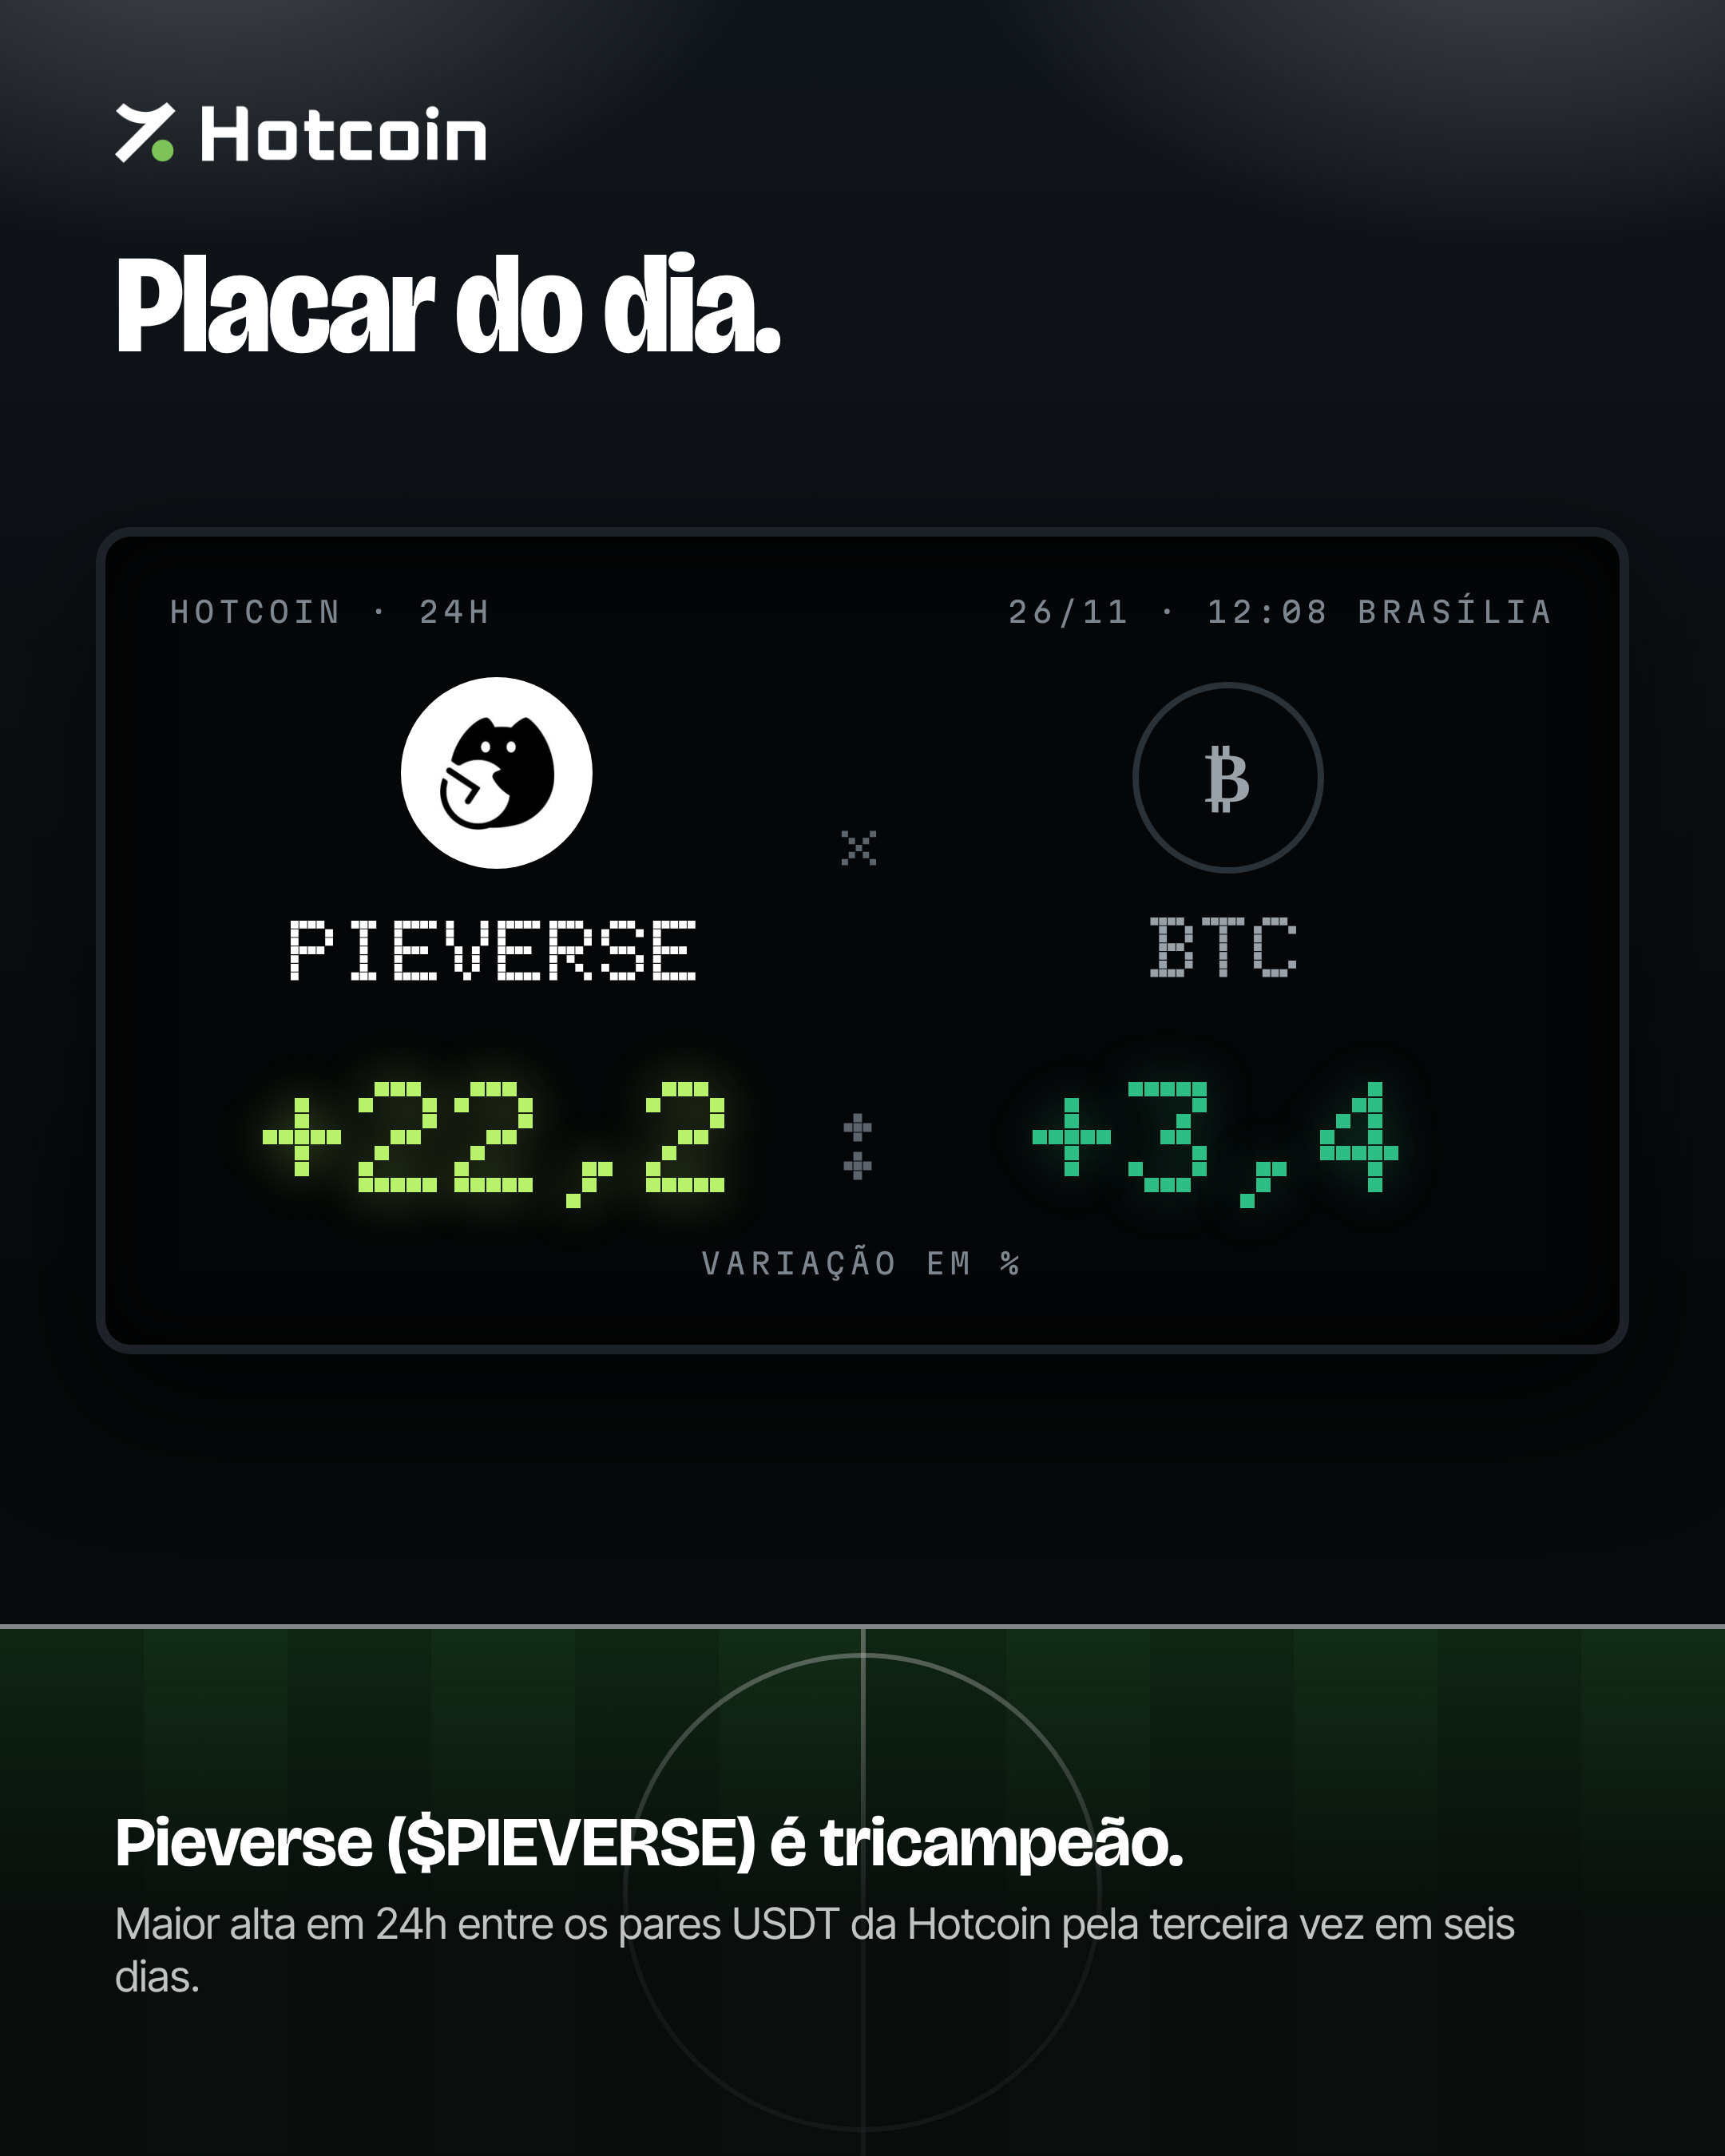 Hotcoin
Placar do dia.
HOTCOIN · 24H
26/11 · 12:08 BRASÍLIA
₿
x
PIEVERSE
BTC
+22,2
:
+3,4
VARIAÇÃO EM %
Pieverse ($PIEVERSE) é tricampeão.
Maior alta em 24h entre os pares USDT da Hotcoin pela terceira vez em seis
dias.